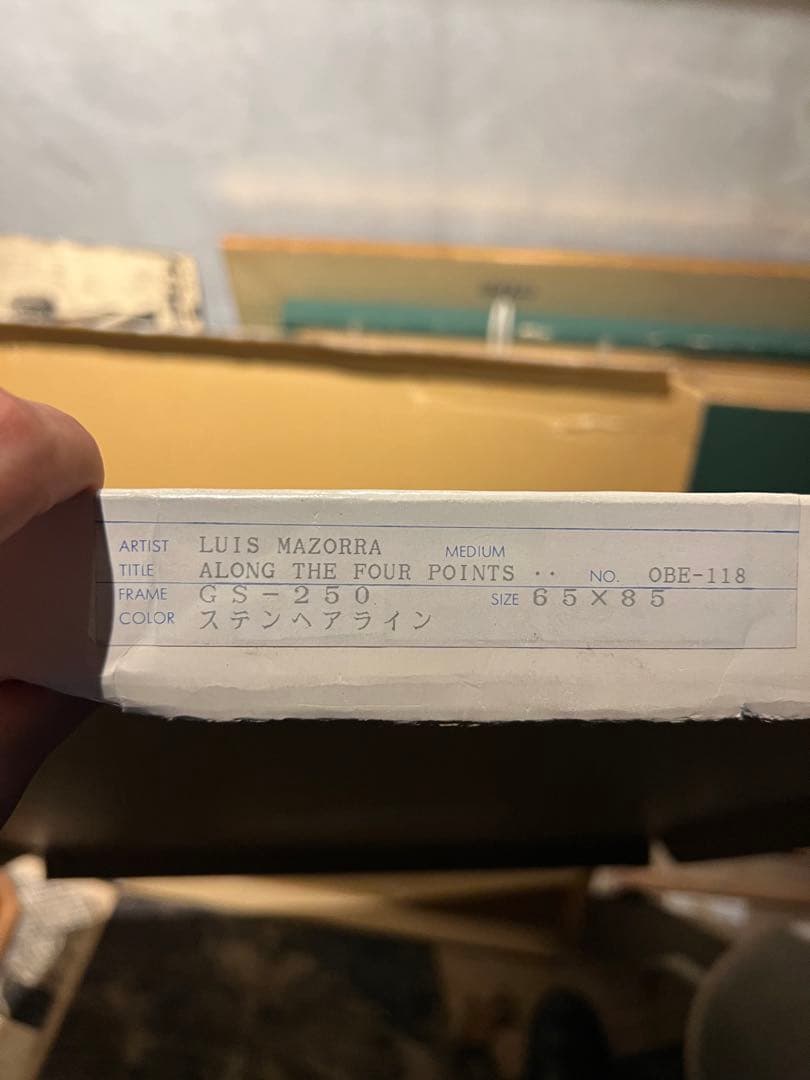 ARTIST LUIS MAZORRA MEDIUM
TITLE ALONG THE FOUR POINTS ‥ NO. OBE-118
FRAME GS-250 SIZE 65×85
COLOR ステンヘアライン